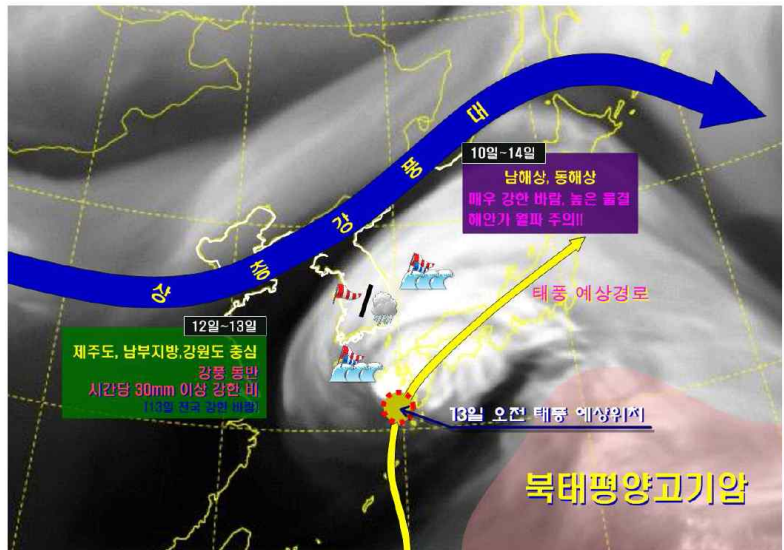 상층강풍대
10일~14일
남해상, 동해상
매우 강한 바람, 높은 물결
해안가 월파 주의!!
태풍 예상경로
12일~13일
제주도, 남부지방,강원도 중심
강풍 동반
시간당 30mm 이상 강한 비
(13일 전국 강한 바람)
13일 오전 태풍 예상위치
북태평양고기압